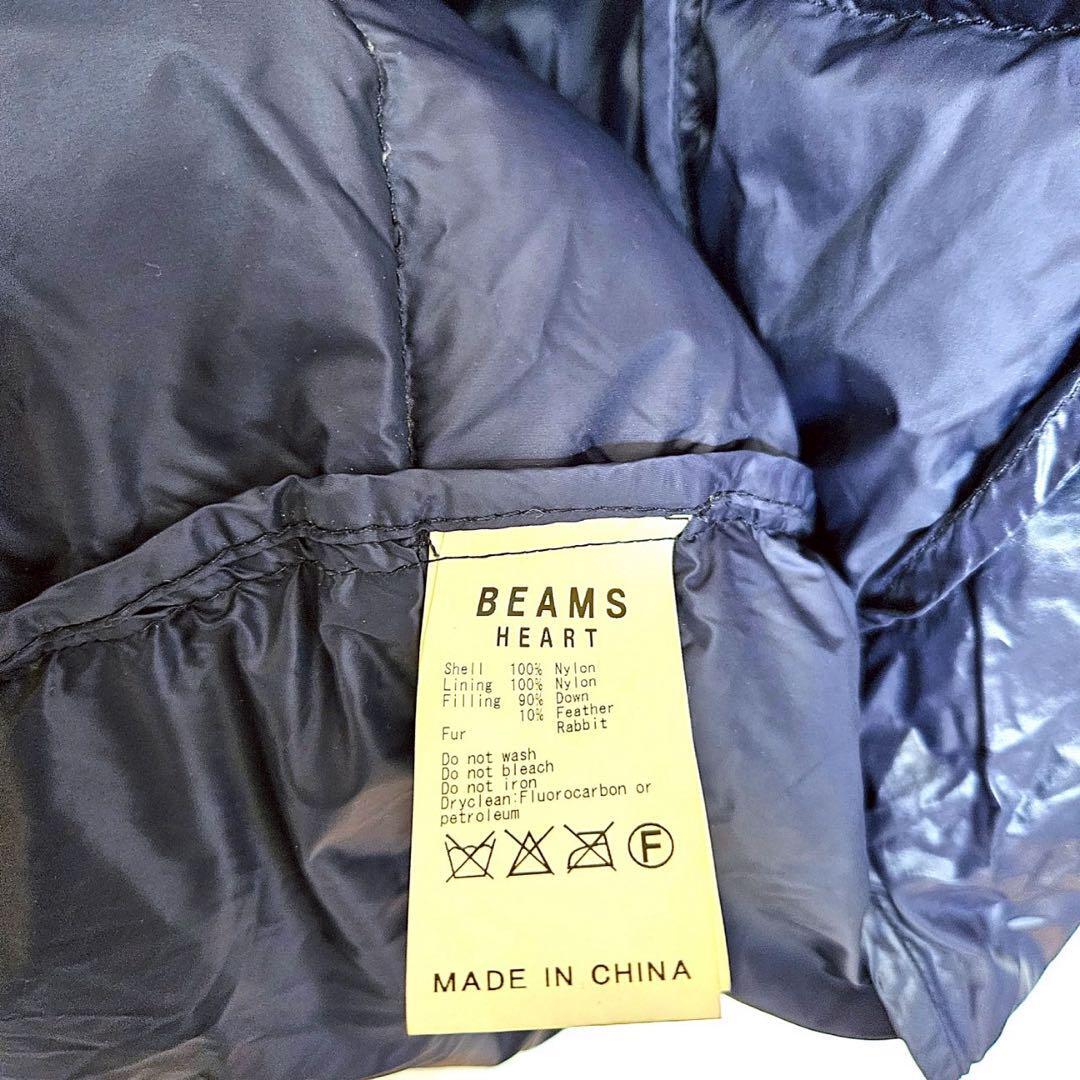 BEAMS
HEART
Shell 100% Nylon
Lining 100% Nylon
Filling 90% Down
10% Feather
Fur Rabbit
Do not wash
Do not bleach
Do not iron
Dryclean:Fluorocarbon or
petroleum
F
MADE IN CHINA